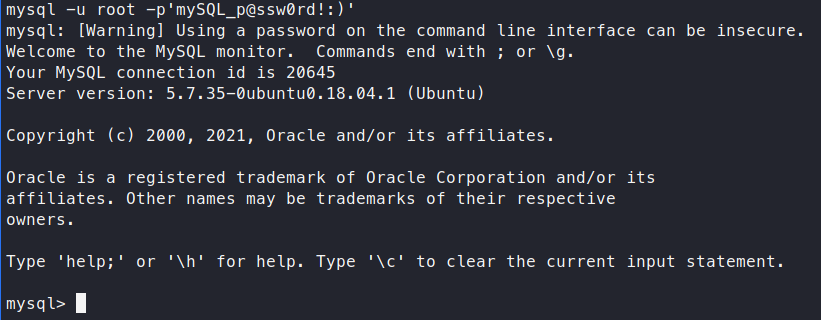 mysql -u root -p'mySQL_p@ssw0rd!:)'
mysql: [Warning] Using a password on the command line interface can be insecure.
Welcome to the MySQL monitor.  Commands end with ; or \g.
Your MySQL connection id is 20645
Server version: 5.7.35-0ubuntu0.18.04.1 (Ubuntu)

Copyright (c) 2000, 2021, Oracle and/or its affiliates.

Oracle is a registered trademark of Oracle Corporation and/or its
affiliates. Other names may be trademarks of their respective
owners.

Type 'help;' or '\h' for help. Type '\c' to clear the current input statement.

mysql>